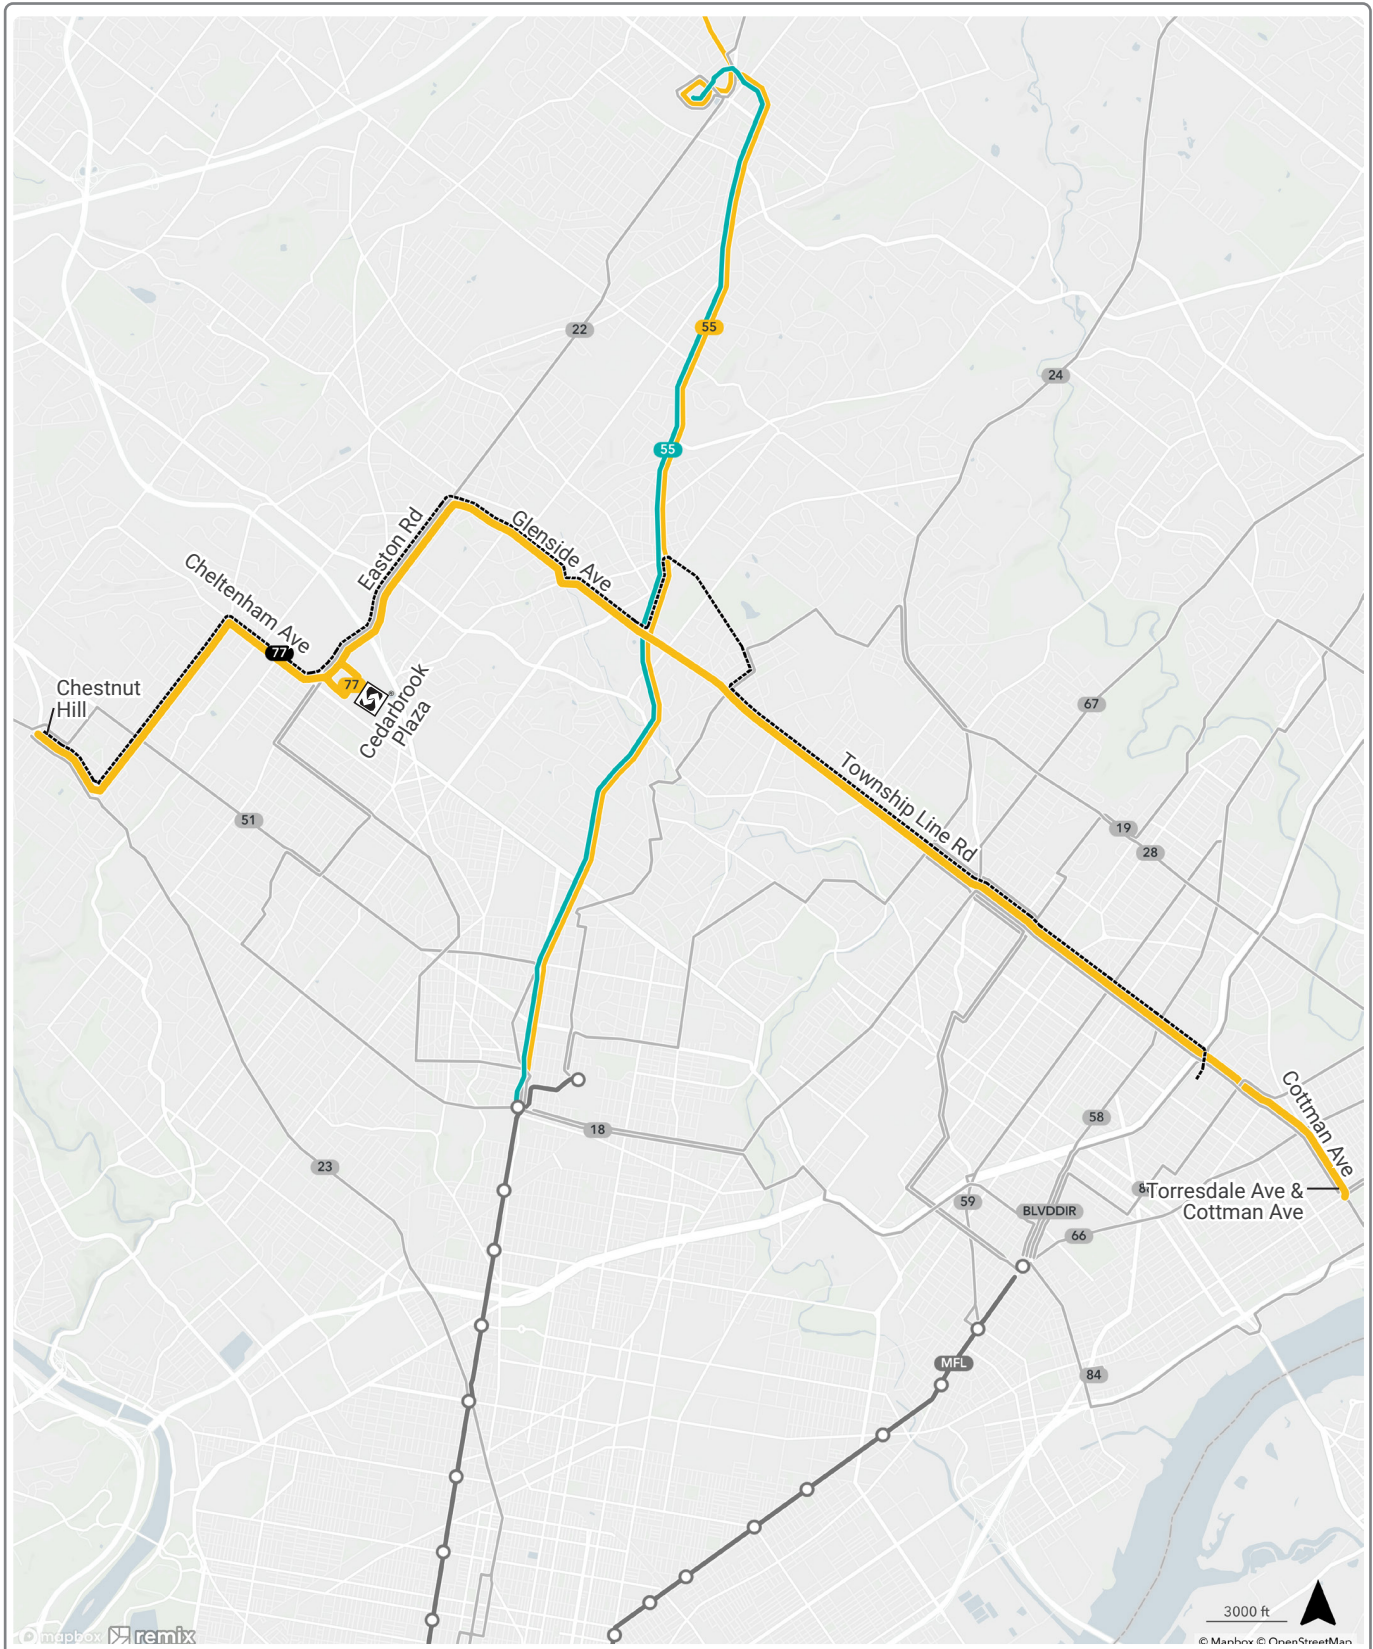 55
22
24
55
Easton Rd
Glenside Ave
Cheltenham Ave
77
77
Chestnut
Hill
Cedarbrook
Plaza
67
Township Line Rd
51
19
28
Cottman Ave
58
18
23
8
Torresdale Ave &
Cottman Ave
59
BLVDDIR
66
MFL
84
3000 ft
mapbox remix
© Mapbox © OpenStreetMap